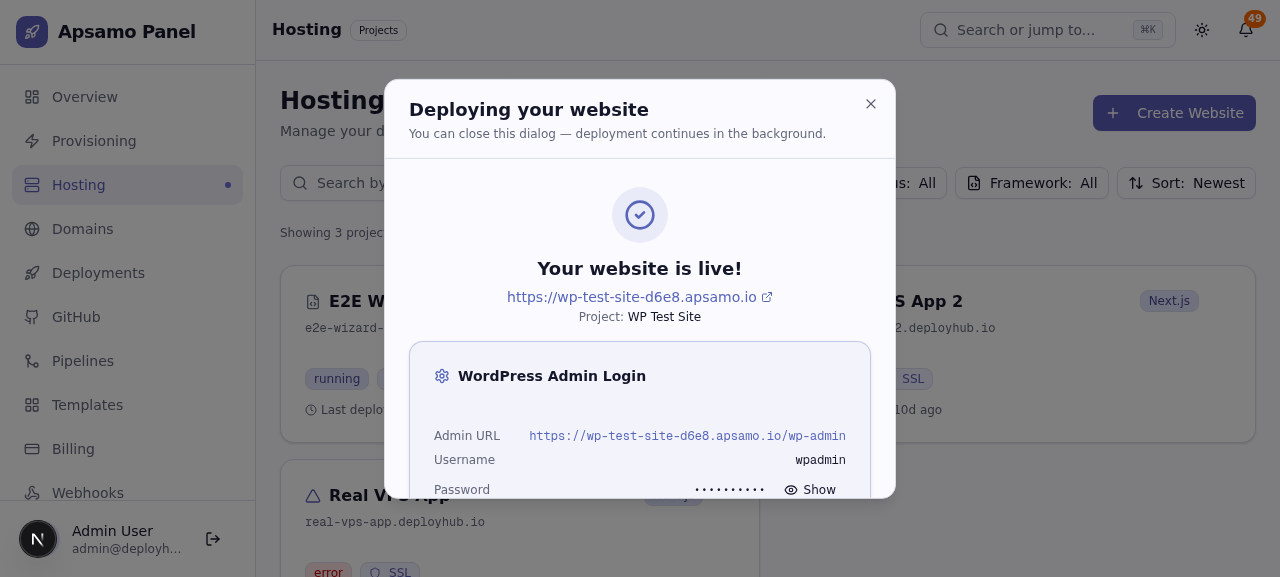 Apsamo Panel
Hosting Projects
Search or jump to... ⌘K
49
Overview
Provisioning
Hosting
Domains
Deployments
GitHub
Pipelines
Templates
Billing
Webhooks
Admin User
admin@deployh...
Hosting
Manage your d
Create Website
Search by
All
Framework: All
Sort: Newest
Showing 3 projec
E2E W
e2e-wizard-
running
Last deplo
S App 2
Next.js
2.deployhub.io
SSL
10d ago
Real VPS App
real-vps-app.deployhub.io
error
SSL
Deploying your website
You can close this dialog — deployment continues in the background.
Your website is live!
https://wp-test-site-d6e8.apsamo.io
Project: WP Test Site
WordPress Admin Login
Admin URL https://wp-test-site-d6e8.apsamo.io/wp-admin
Username wpadmin
Password •••••••••• Show